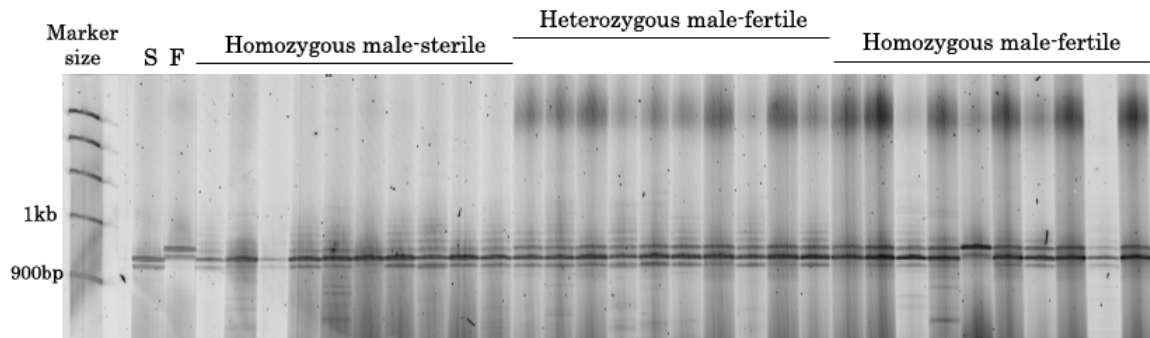 Marker
size
S F
Homozygous male-sterile
Heterozygous male-fertile
Homozygous male-fertile
1kb
900bp